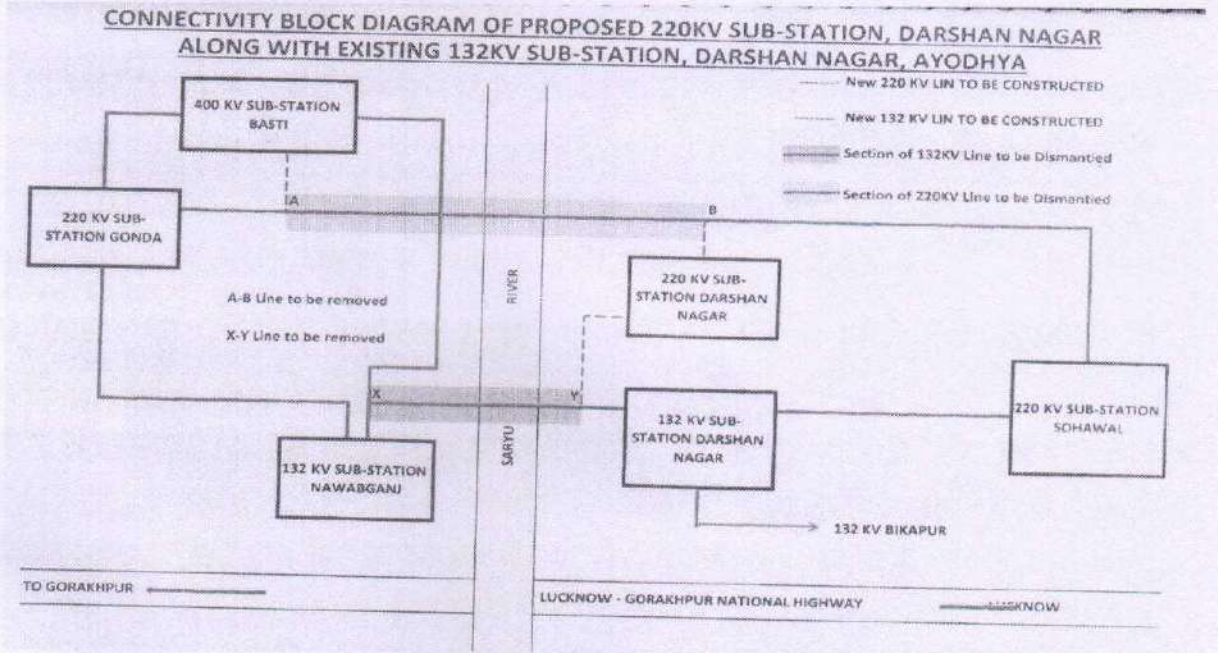 CONNECTIVITY BLOCK DIAGRAM OF PROPOSED 220KV SUB-STATION, DARSHAN NAGAR
ALONG WITH EXISTING 132KV SUB-STATION, DARSHAN NAGAR, AYODHYA
New 220 KV LIN TO BE CONSTRUCTED
New 132 KV LIN TO BE CONSTRUCTED
Section of 132KV Line to be Dismantied
Section of 220KV Line to be Dismantied
400 KV SUB-STATION
BASTI
A
B
220 KV SUB-
STATION GONDA
220 KV SUB-
STATION DARSHAN
NAGAR
A-B Line to be removed
X-Y Line to be removed
RIVER
SARYU
X
Y
132 KV SUB-STATION
NAWABGANJ
132 KV SUB-
STATION DARSHAN
NAGAR
220 KV SUB-STATION
SOHAWAL
132 KV BIKAPUR
TO GORAKHPUR
LUCKNOW - GORAKHPUR NATIONAL HIGHWAY
LUCKNOW